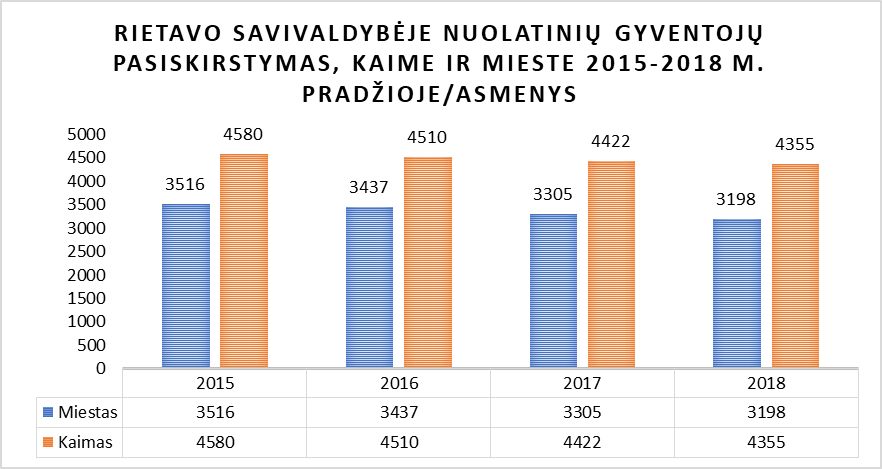 RIETAVO SAVIVALDYBĖJE NUOLATINIŲ GYVENTOJŲ
PASISKIRSTYMAS, KAIME IR MIESTE 2015-2018 M.
PRADŽIOJE/ASMENYS
5000
4500
4000
3500
3000
2500
2000
1500
1000
500
0
3516 4580 3437 4510 3305 4422 3198 4355
2015 2016 2017 2018
Miestas 3516 3437 3305 3198
Kaimas 4580 4510 4422 4355